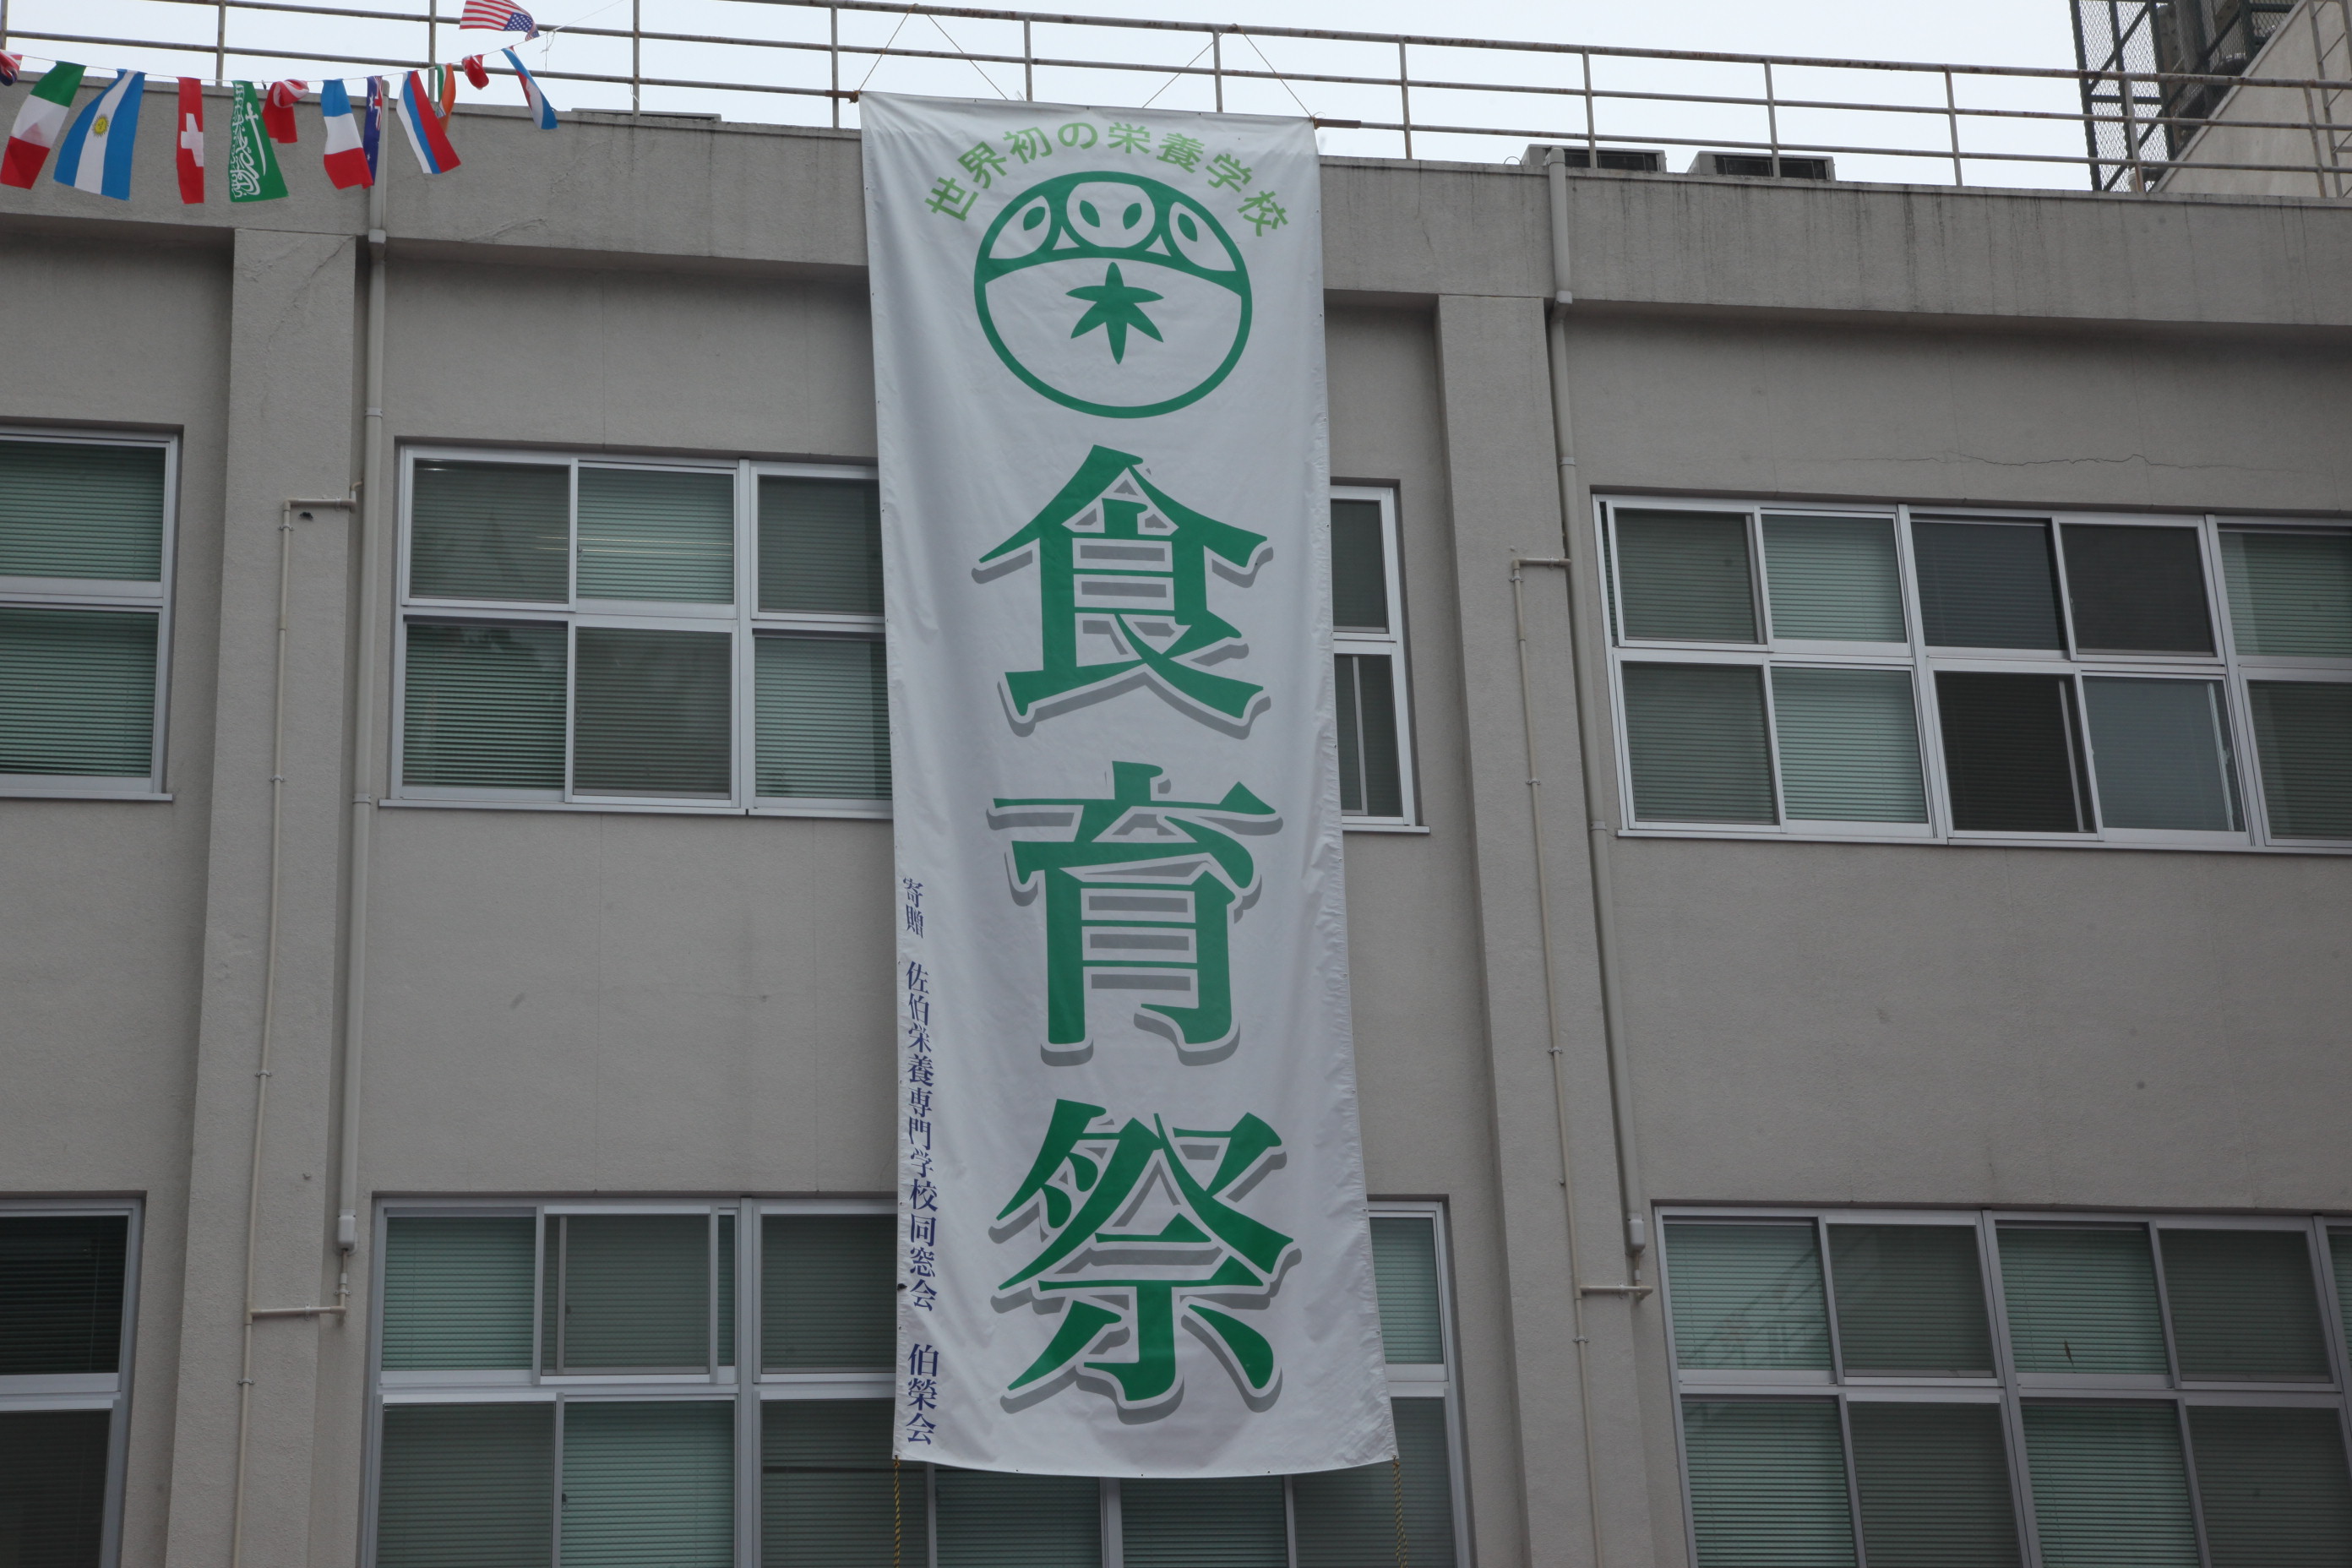 世界初の栄養学校
食育祭
寄贈 佐伯栄養専門学校同窓会 伯榮会